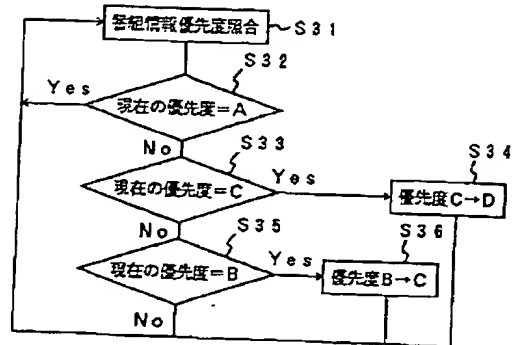 番組情報優先度照合
S31
S32
Yes
現在の優先度=A
No
S33
Yes
現在の優先度=C
S34
優先度C→D
No
S35
Yes
現在の優先度=B
S36
優先度B→C
No